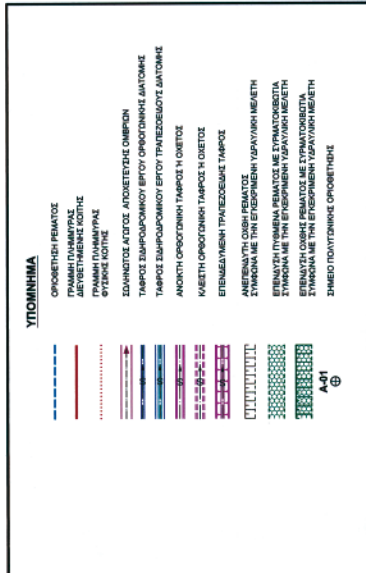 ΥΠΟΜΝΗΜΑ
ΟΡΙΟΘΕΤΗΣΗ ΡΕΜΑΤΟΣ
ΓΡΑΜΜΗ ΠΛΗΜΜΥΡΑΣ
ΔΙΕΥΘΕΤΗΜΕΝΗΣ ΚΟΙΤΗΣ
ΓΡΑΜΜΗ ΠΛΗΜΜΥΡΑΣ
ΦΥΣΙΚΗΣ ΚΟΙΤΗΣ
ΣΩΛΗΝΩΤΟΣ ΑΓΩΓΟΣ ΑΠΟΧΕΤΕΥΣΗΣ ΟΜΒΡΙΩΝ
ΤΑΦΡΟΣ ΣΙΔΗΡΟΔΡΟΜΙΚΟΥ ΕΡΓΟΥ ΟΡΘΟΓΩΝΙΚΗΣ ΔΙΑΤΟΜΗΣ
S
ΤΑΦΡΟΣ ΣΙΔΗΡΟΔΡΟΜΙΚΟΥ ΕΡΓΟΥ ΤΡΑΠΕΖΟΕΙΔΟΥΣ ΔΙΑΤΟΜΗΣ
S
ΑΝΟΙΚΤΗ ΟΡΘΟΓΩΝΙΚΗ ΤΑΦΡΟΣ Ή ΟΧΕΤΟΣ
S
ΚΛΕΙΣΤΗ ΟΡΘΟΓΩΝΙΚΗ ΤΑΦΡΟΣ Ή ΟΧΕΤΟΣ
S
ΕΠΕΝΔΕΔΥΜΕΝΗ ΤΡΑΠΕΖΟΕΙΔΗΣ ΤΑΦΡΟΣ
S
ΑΝΕΠΕΝΔΥΤΗ ΟΧΘΗ ΡΕΜΑΤΟΣ
ΣΥΜΦΩΝΑ ΜΕ ΤΗΝ ΕΓΚΕΚΡΙΜΕΝΗ ΥΔΡΑΥΛΙΚΗ ΜΕΛΕΤΗ
ΕΠΕΝΔΥΣΗ ΠΥΘΜΕΝΑ ΡΕΜΑΤΟΣ ΜΕ ΣΥΡΜΑΤΟΚΙΒΩΤΙΑ
ΣΥΜΦΩΝΑ ΜΕ ΤΗΝ ΕΓΚΕΚΡΙΜΕΝΗ ΥΔΡΑΥΛΙΚΗ ΜΕΛΕΤΗ
ΕΠΕΝΔΥΣΗ ΟΧΘΗΣ ΡΕΜΑΤΟΣ ΜΕ ΣΥΡΜΑΤΟΚΙΒΩΤΙΑ
ΣΥΜΦΩΝΑ ΜΕ ΤΗΝ ΕΓΚΕΚΡΙΜΕΝΗ ΥΔΡΑΥΛΙΚΗ ΜΕΛΕΤΗ
Α-01
ΣΗΜΕΙΟ ΠΟΛΥΓΩΝΙΚΗΣ ΟΡΙΟΘΕΤΗΣΗΣ